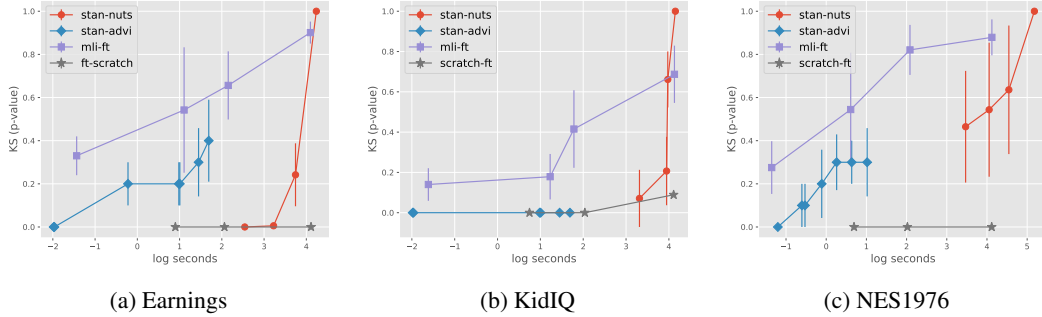 stan-nuts
stan-advi
mli-ft
ft-scratch
KS (p-value)
1.0
0.8
0.6
0.4
0.2
0.0
−2 −1 0 1 2 3 4
log seconds
(a) Earnings
stan-nuts
stan-advi
mli-ft
scratch-ft
KS (p-value)
1.0
0.8
0.6
0.4
0.2
0.0
−2 −1 0 1 2 3 4
log seconds
(b) KidIQ
stan-nuts
stan-advi
mli-ft
scratch-ft
KS (p-value)
1.0
0.8
0.6
0.4
0.2
0.0
−1 0 1 2 3 4 5
log seconds
(c) NES1976